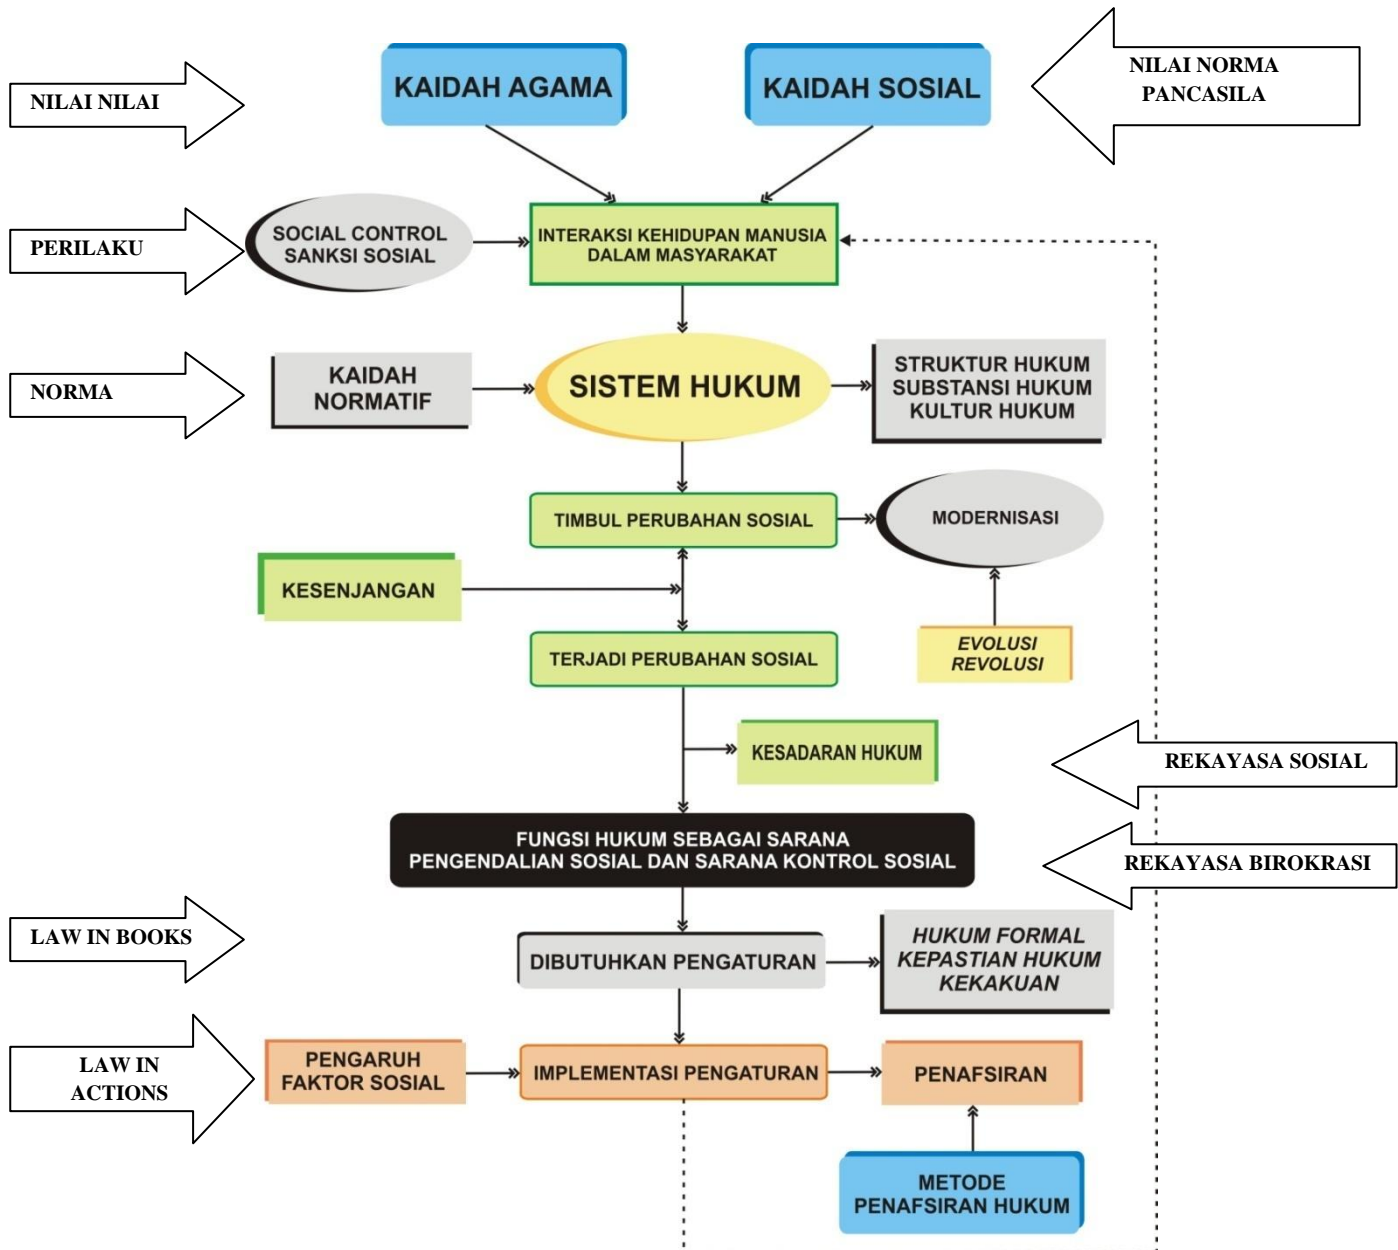 KAIDAH AGAMA
KAIDAH SOSIAL
NILAI NORMA
PANCASILA
NILAI NILAI
PERILAKU
SOCIAL CONTROL
SANKSI SOSIAL
INTERAKSI KEHIDUPAN MANUSIA
DALAM MASYARAKAT
NORMA
KAIDAH
NORMATIF
SISTEM HUKUM
STRUKTUR HUKUM
SUBSTANSI HUKUM
KULTUR HUKUM
TIMBUL PERUBAHAN SOSIAL
MODERNISASI
KESENJANGAN
TERJADI PERUBAHAN SOSIAL
EVOLUSI
REVOLUSI
KESADARAN HUKUM
REKAYASA SOSIAL
FUNGSI HUKUM SEBAGAI SARANA
PENGENDALIAN SOSIAL DAN SARANA KONTROL SOSIAL
REKAYASA BIROKRASI
LAW IN BOOKS
DIBUTUHKAN PENGATURAN
HUKUM FORMAL
KEPASTIAN HUKUM
KEKAKUAN
LAW IN
ACTIONS
PENGARUH
FAKTOR SOSIAL
IMPLEMENTASI PENGATURAN
PENAFSIRAN
METODE
PENAFSIRAN HUKUM